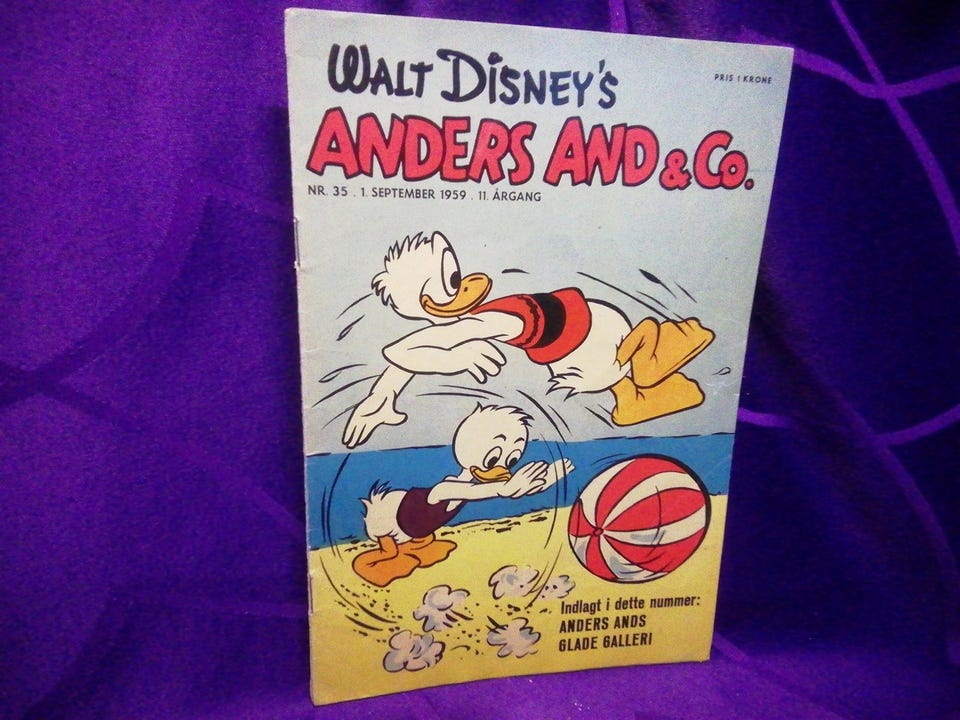 WALT DISNEY'S
PRIS 1 KRONE
ANDERS AND & Co.
NR. 35 . 1. SEPTEMBER 1959 . 11. ÅRGANG
Indlagt i dette nummer:
ANDERS ANDS
GLADE GALLERI